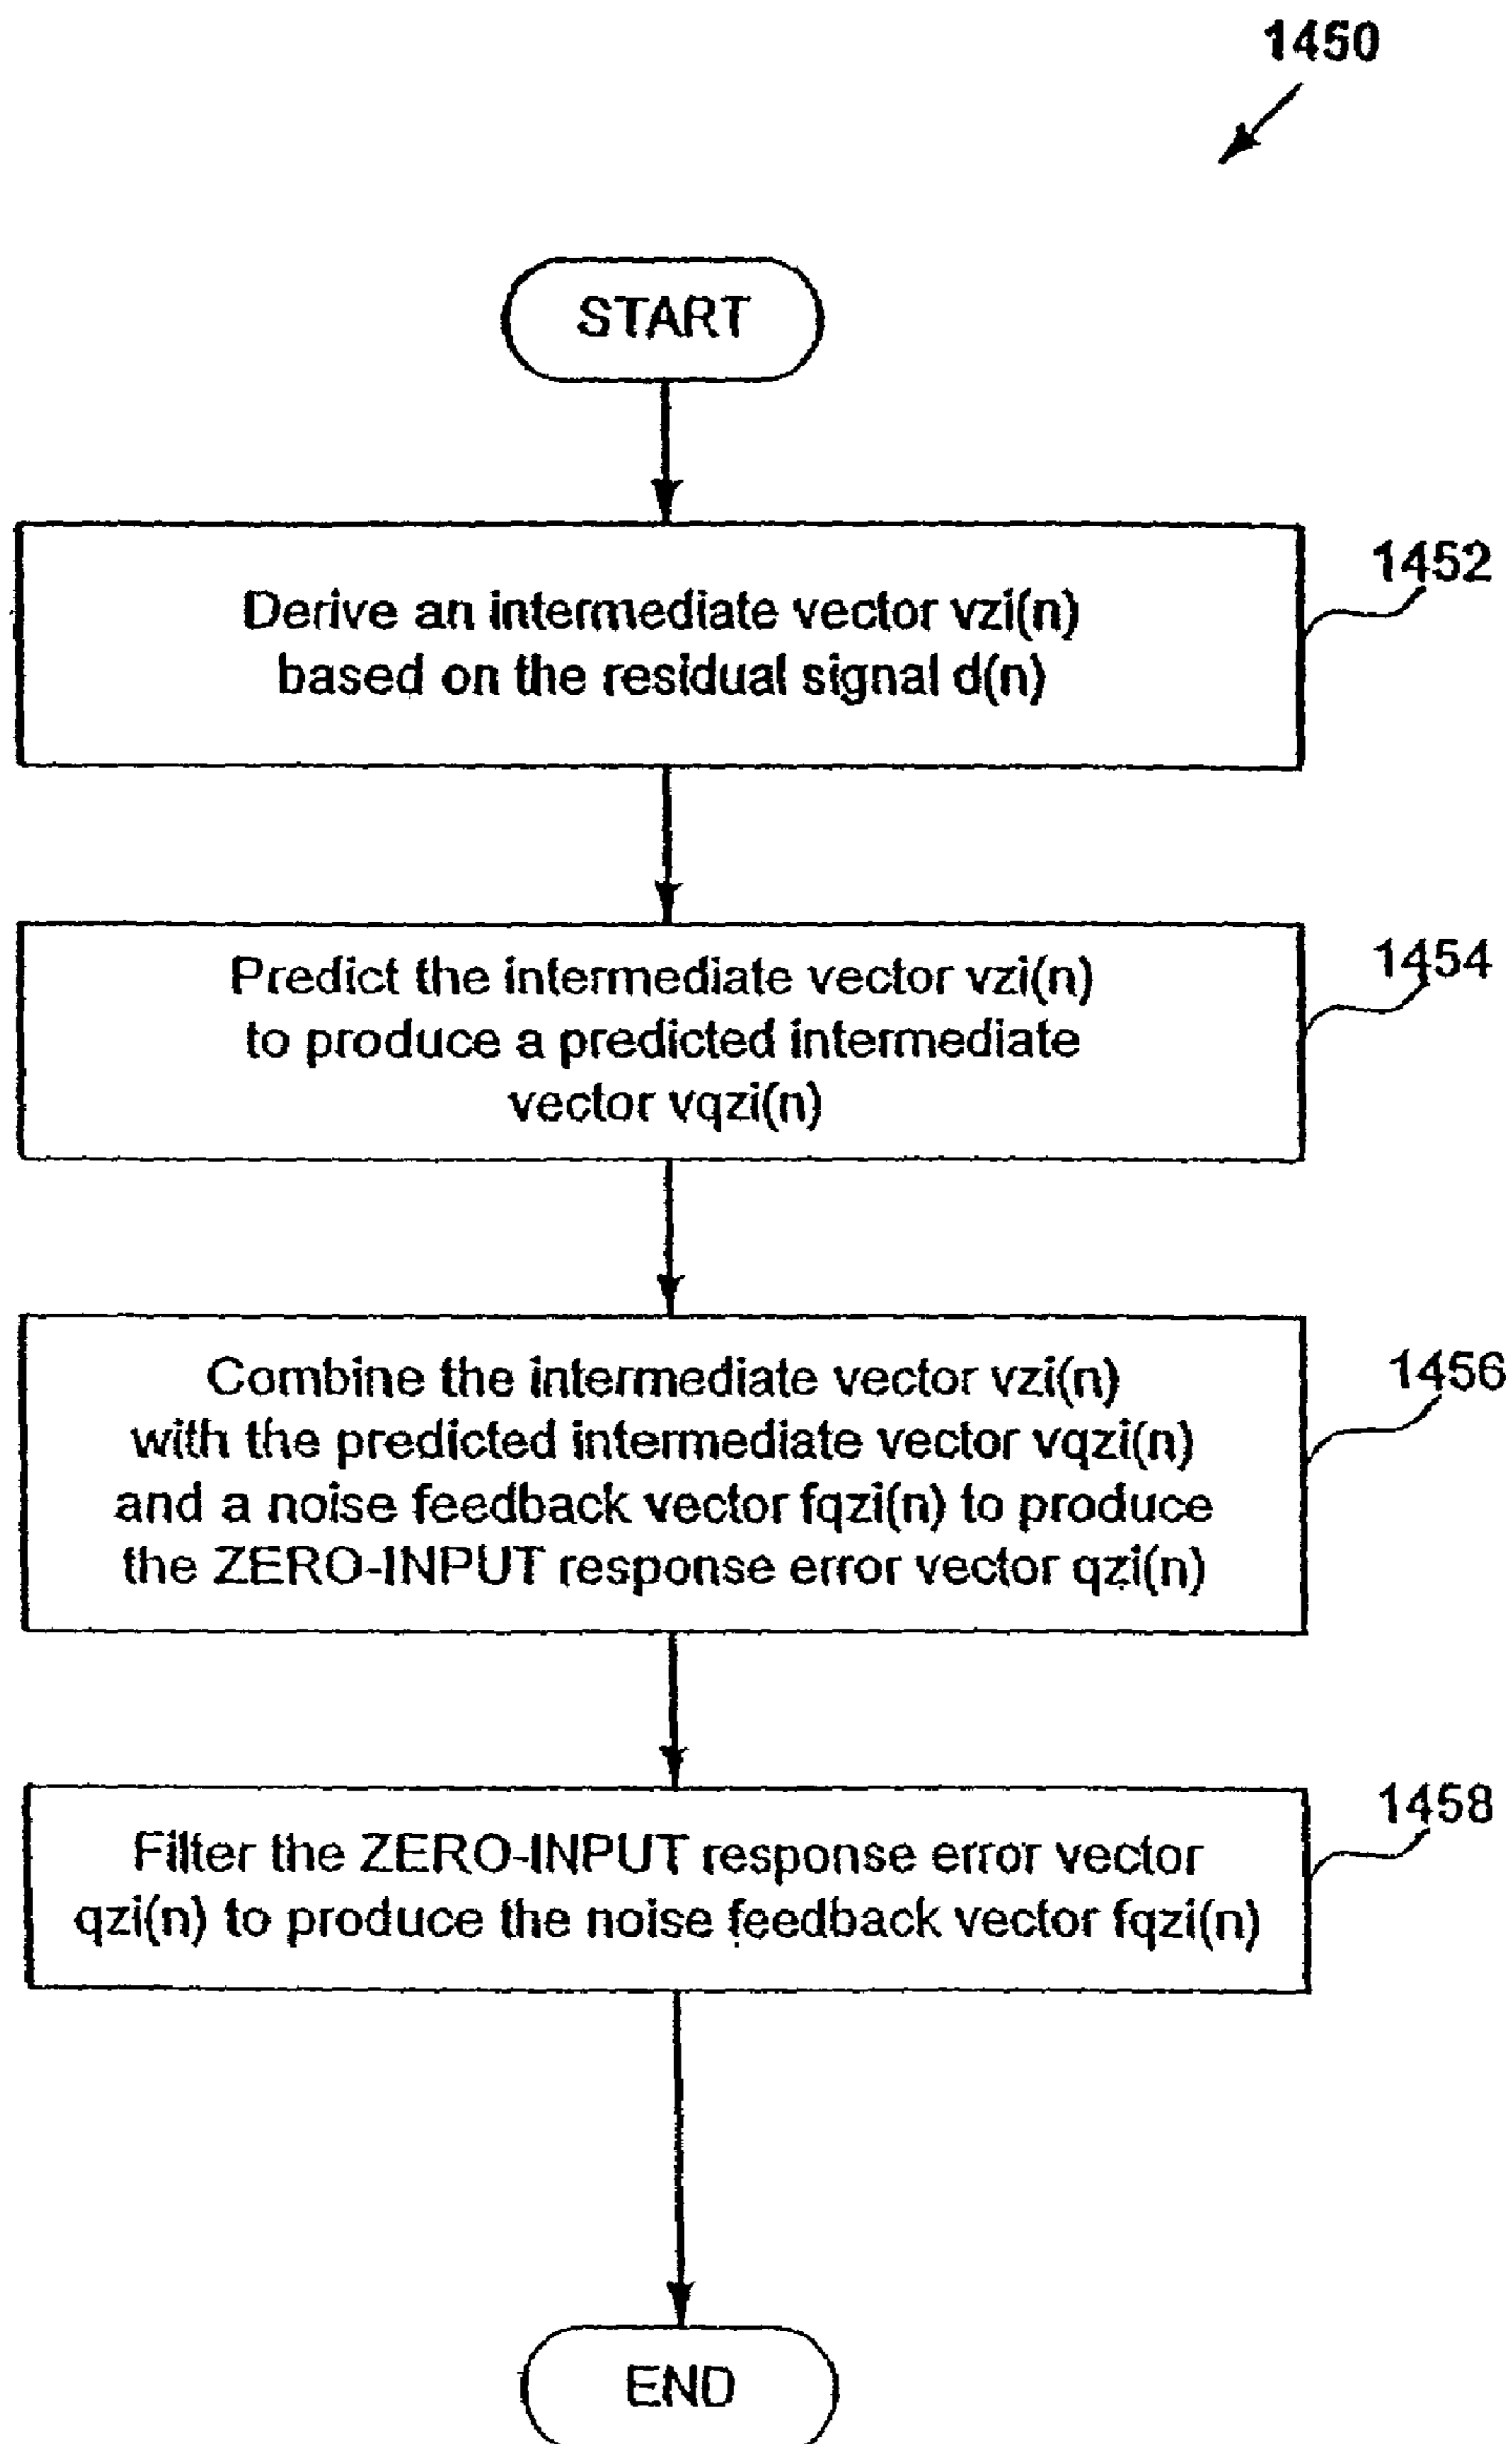 1450
START
1452
Derive an intermediate vector vzi(n)
based on the residual signal d(n)
1454
Predict the intermediate vector vzi(n)
to produce a predicted intermediate
vector vqzi(n)
1456
Combine the intermediate vector vzi(n)
with the predicted intermediate vector vqzi(n)
and a noise feedback vector fqzi(n) to produce
the ZERO-INPUT response error vector qzi(n)
1458
Filter the ZERO-INPUT response error vector
qzi(n) to produce the noise feedback vector fqzi(n)
END